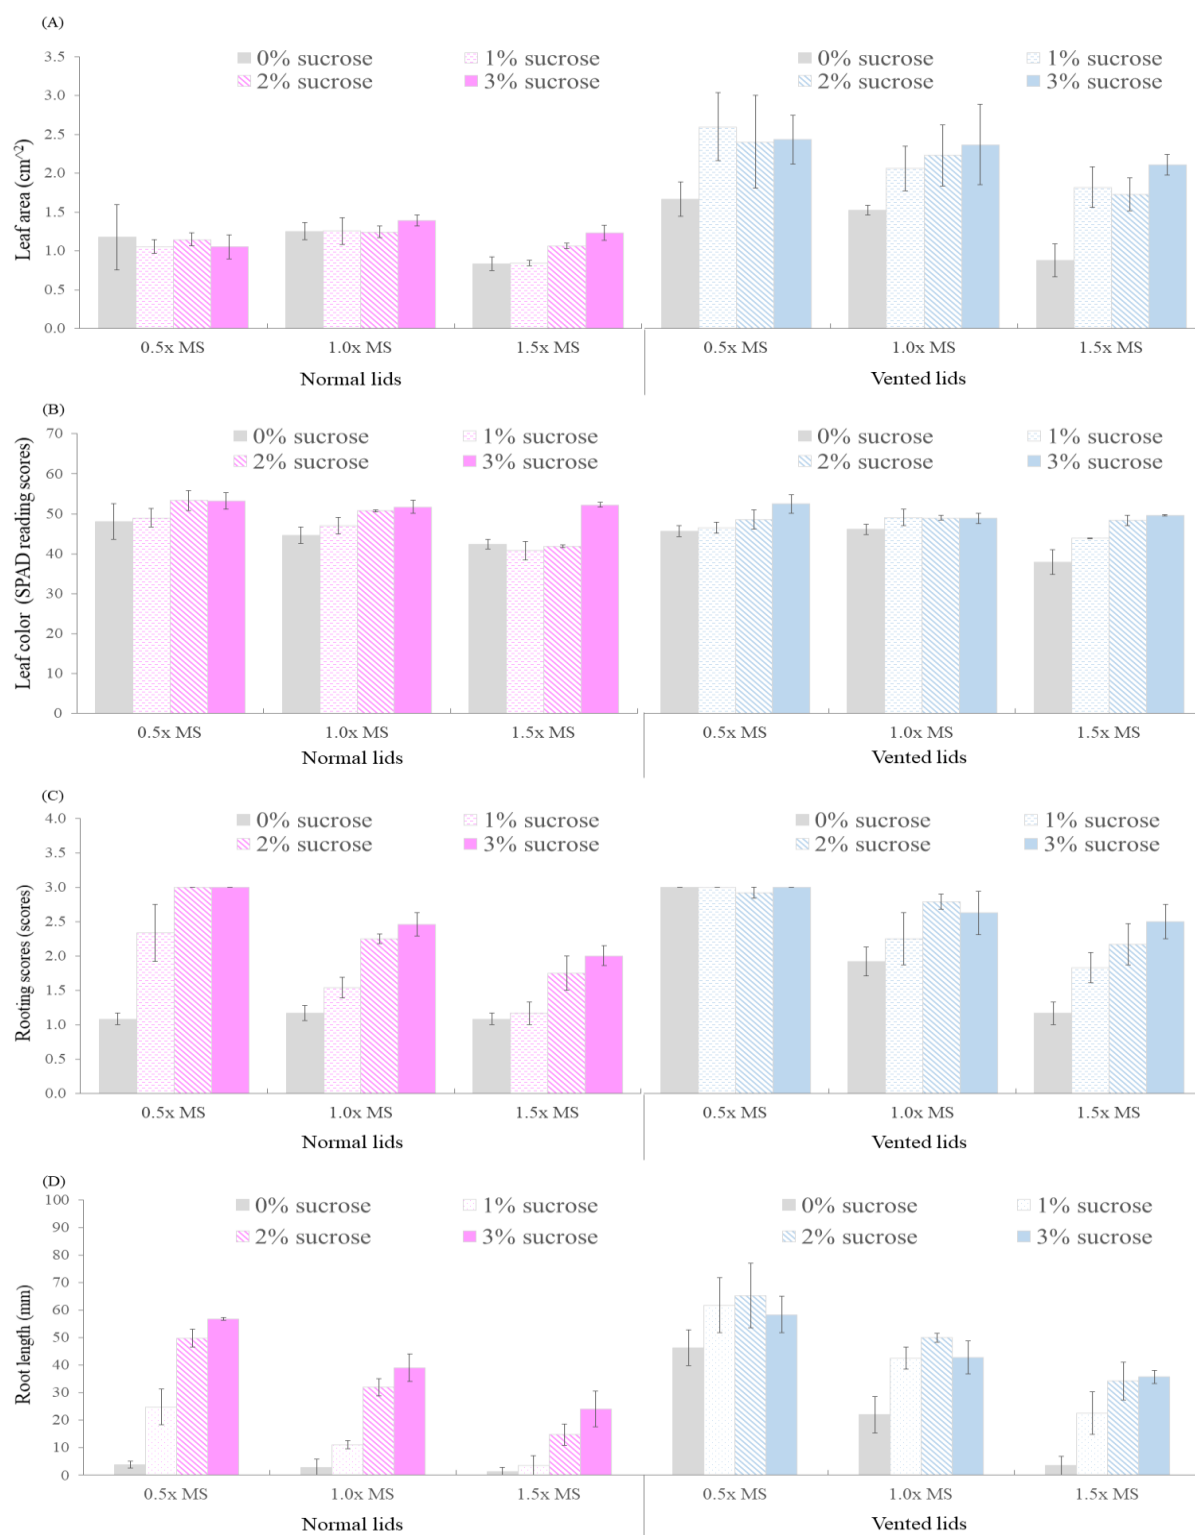 (A)
Leaf area (cm^2)
3.5
3.0
2.5
2.0
1.5
1.0
0.5
0.0
0% sucrose 1% sucrose 0% sucrose 1% sucrose
2% sucrose 3% sucrose 2% sucrose 3% sucrose
0.5x MS 1.0x MS 1.5x MS 0.5x MS 1.0x MS 1.5x MS
Normal lids Vented lids
(B)
Leaf color (SPAD reading scores)
70
60
50
40
30
20
10
0
0% sucrose 1% sucrose 0% sucrose 1% sucrose
2% sucrose 3% sucrose 2% sucrose 3% sucrose
0.5x MS 1.0x MS 1.5x MS 0.5x MS 1.0x MS 1.5x MS
Normal lids Vented lids
(C)
Rooting scores (scores)
4.0
3.5
3.0
2.5
2.0
1.5
1.0
0.5
0.0
0% sucrose 1% sucrose 0% sucrose 1% sucrose
2% sucrose 3% sucrose 2% sucrose 3% sucrose
0.5x MS 1.0x MS 1.5x MS 0.5x MS 1.0x MS 1.5x MS
Normal lids Vented lids
(D)
Root length (mm)
100
90
80
70
60
50
40
30
20
10
0
0% sucrose 1% sucrose 0% sucrose 1% sucrose
2% sucrose 3% sucrose 2% sucrose 3% sucrose
0.5x MS 1.0x MS 1.5x MS 0.5x MS 1.0x MS 1.5x MS
Normal lids Vented lids